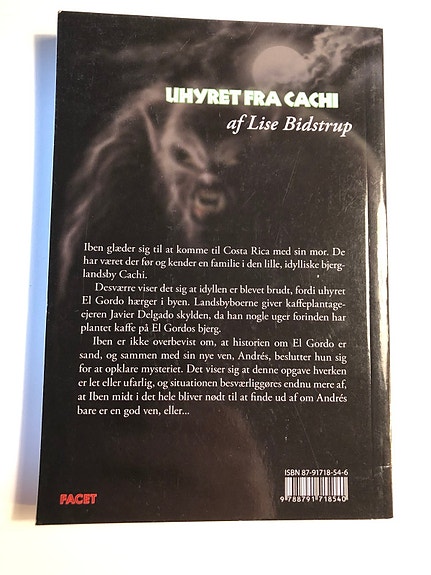 UHYRET FRA CACHI
af Lise Bidstrup
Iben glæder sig til at komme til Costa Rica med sin mor. De
har været der før og kender en familie i den lille, idylliske bjerg-
landsby Cachi.
Desværre viser det sig at idyllen er blevet brudt, fordi uhyret
El Gordo hærger i byen. Landsbyboerne giver kaffeplantage-
ejeren Javier Delgado skylden, da han nogle uger forinden har
plantet kaffe på El Gordos bjerg.
Iben er ikke overbevist om, at historien om El Gordo er
sand, og sammen med sin nye ven, Andrés, beslutter hun sig
for at opklare mysteriet. Det viser sig at denne opgave hverken
er let eller ufarlig, og situationen besværliggøres endnu mere af,
at Iben midt i det hele bliver nødt til at finde ud af om Andrés
bare er en god ven, eller...
ISBN 87-91718-54-6
9 788791 718540
FACET